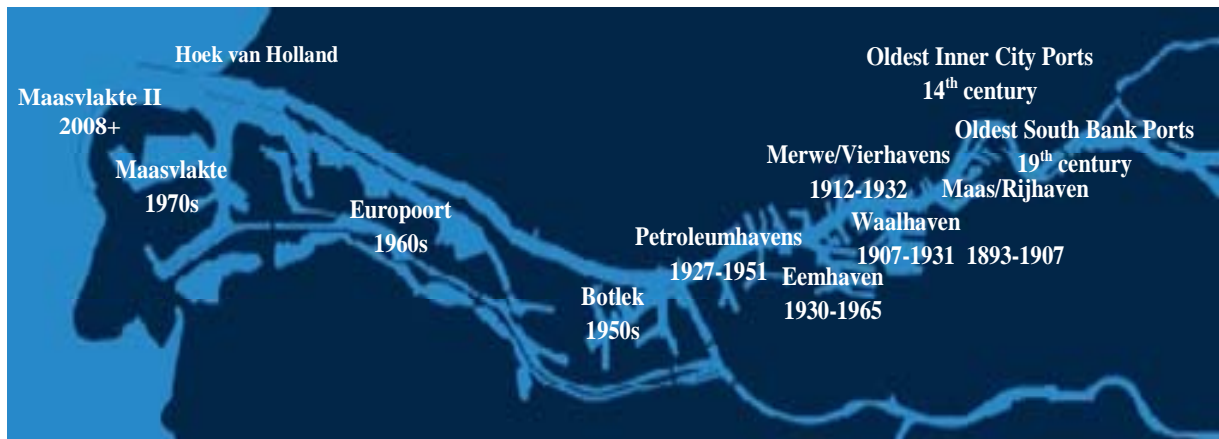 Hoek van Holland
Maasvlakte II
2008+
Maasvlakte
1970s
Europoort
1960s
Botlek
1950s
Petroleumhavens
1927-1951
Eemhaven
1930-1965
Merwe/Vierhavens
1912-1932
Waalhaven
1907-1931 1893-1907
Maas/Rijhaven
Oldest Inner City Ports
14th century
Oldest South Bank Ports
19th century